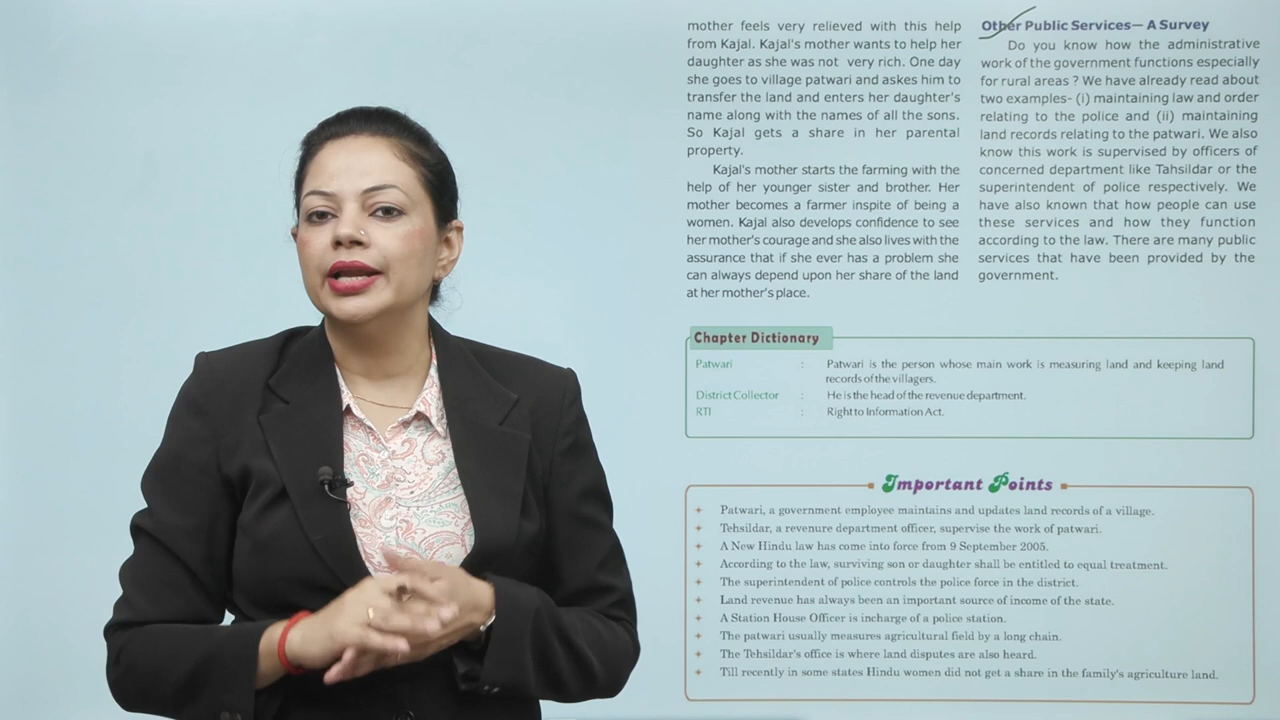 mother feels very relieved with this help
from Kajal. Kajal's mother wants to help her
daughter as she was not very rich. One day
she goes to village patwari and askes him to
transfer the land and enters her daughter's
name along with the names of all the sons.
So Kajal gets a share in her parental
property.
Kajal's mother starts the farming with the
help of her younger sister and brother. Her
mother becomes a farmer inspite of being a
women. Kajal also develops confidence to see
her mother's courage and she also lives with the
assurance that if she ever has a problem she
can always depend upon her share of the land
at her mother's place.
Other Public Services— A Survey
Do you know how the administrative
work of the government functions especially
for rural areas ? We have already read about
two examples- (i) maintaining law and order
relating to the police and (ii) maintaining
land records relating to the patwari. We also
know this work is supervised by officers of
concerned department like Tahsildar or the
superintendent of police respectively. We
have also known that how people can use
these services and how they function
according to the law. There are many public
services that have been provided by the
government.
Chapter Dictionary
Patwari : Patwari is the person whose main work is measuring land and keeping land
records of the villagers.
District Collector : He is the head of the revenue department.
RTI : Right to Information Act.
Important Points
Patwari, a government employee maintains and updates land records of a village.
Tehsildar, a revenure department officer, supervise the work of patwari.
A New Hindu law has come into force from 9 September 2005.
According to the law, surviving son or daughter shall be entitled to equal treatment.
The superintendent of police controls the police force in the district.
Land revenue has always been an important source of income of the state.
A Station House Officer is incharge of a police station.
The patwari usually measures agricultural field by a long chain.
The Tehsildar's office is where land disputes are also heard.
Till recently in some states Hindu women did not get a share in the family's agriculture land.